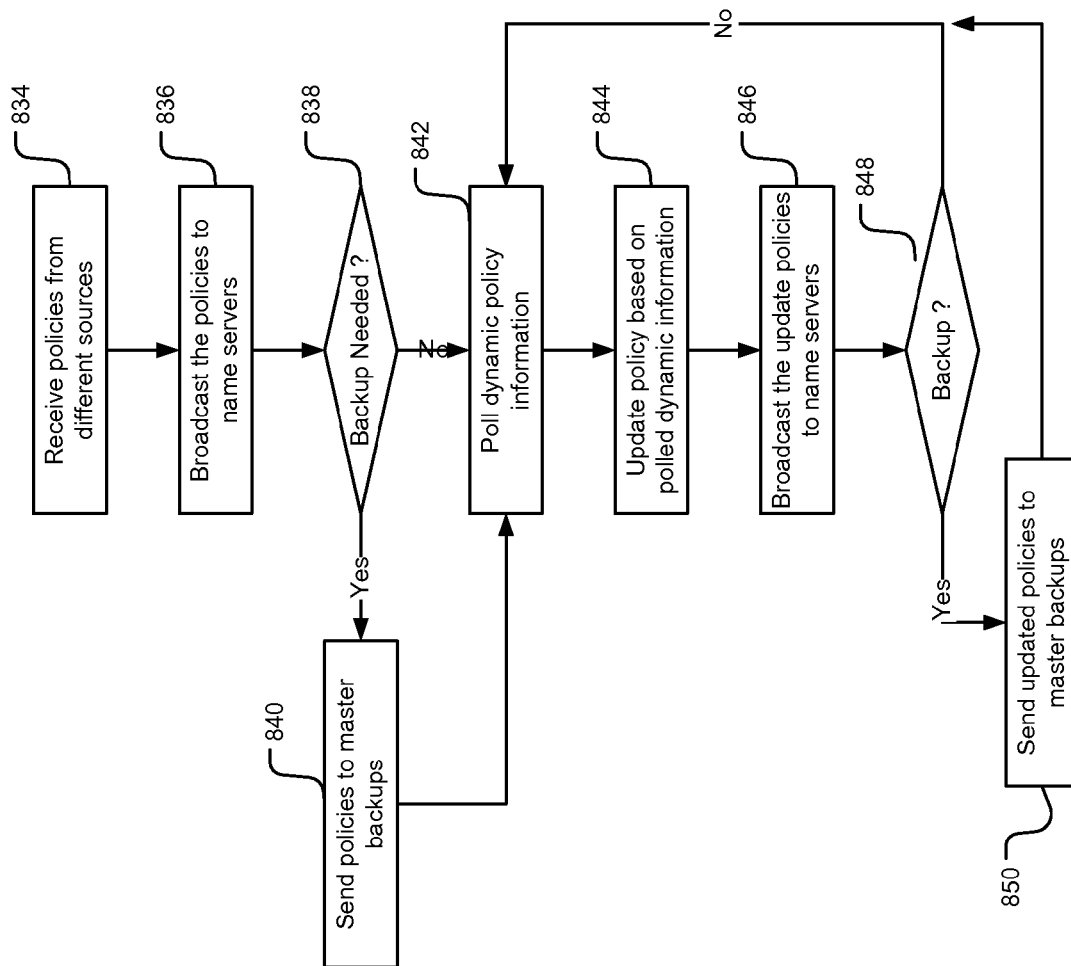 834
Receive policies from
different sources
836
Broadcast the policies to
name servers
838
Backup Needed ?
Yes
No
840
Send policies to master
backups
842
Poll dynamic policy
information
844
Update policy based on
polled dynamic information
846
Broadcast the update policies
to name servers
848
Backup ?
No
Yes
850
Send updated policies to
master backups